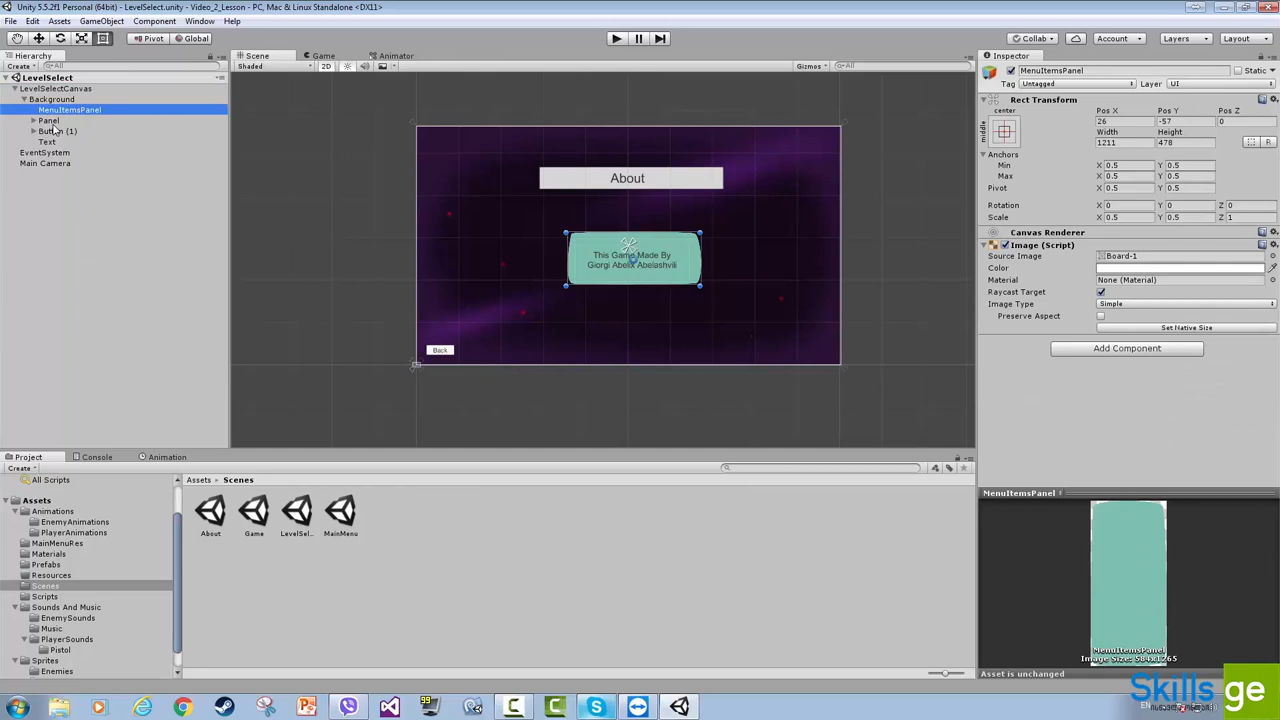 Unity 5.5.2f1 Personal (64bit) - LevelSelect.unity - Video_2_Lesson - PC, Mac & Linux Standalone <DX11>
File Edit Assets GameObject Component Window Help
Pivot Global Collab Account Layers Layout
Hierarchy Scene Game Animator Inspector
Create All Shaded 2D Gizmos All
MenuItemsPanel Static
Tag Untagged Layer UI
LevelSelect
LevelSelectCanvas
Background
MenuItemsPanel
Panel
Button (1)
Text
EventSystem
Main Camera
About
This Game Made By
Giorgi Abelix Abelashvili
Back
Rect Transform
center
middle
Pos X Pos Y Pos Z
26 -57 0
Width Height
1211 478
R
Anchors
Min X 0.5 Y 0.5
Max X 0.5 Y 0.5
Pivot X 0.5 Y 0.5
Rotation X 0 Y 0 Z 0
Scale X 0.5 Y 0.5 Z 1
Canvas Renderer
Image (Script)
Source Image Board-1
Color
Material None (Material)
Raycast Target
Image Type Simple
Preserve Aspect
Set Native Size
Add Component
Project Console Animation
Create
All Scripts
Assets
Animations
EnemyAnimations
PlayerAnimations
MainMenuRes
Materials
Prefabs
Resources
Scenes
Scripts
Sounds And Music
EnemySounds
Music
PlayerSounds
Pistol
Sprites
Enemies
Assets Scenes
About Game LevelSel... MainMenu
MenuItemsPanel
MenuItemsPanel
Image Size: 584x1265
Asset is unchanged
Skills ge
99